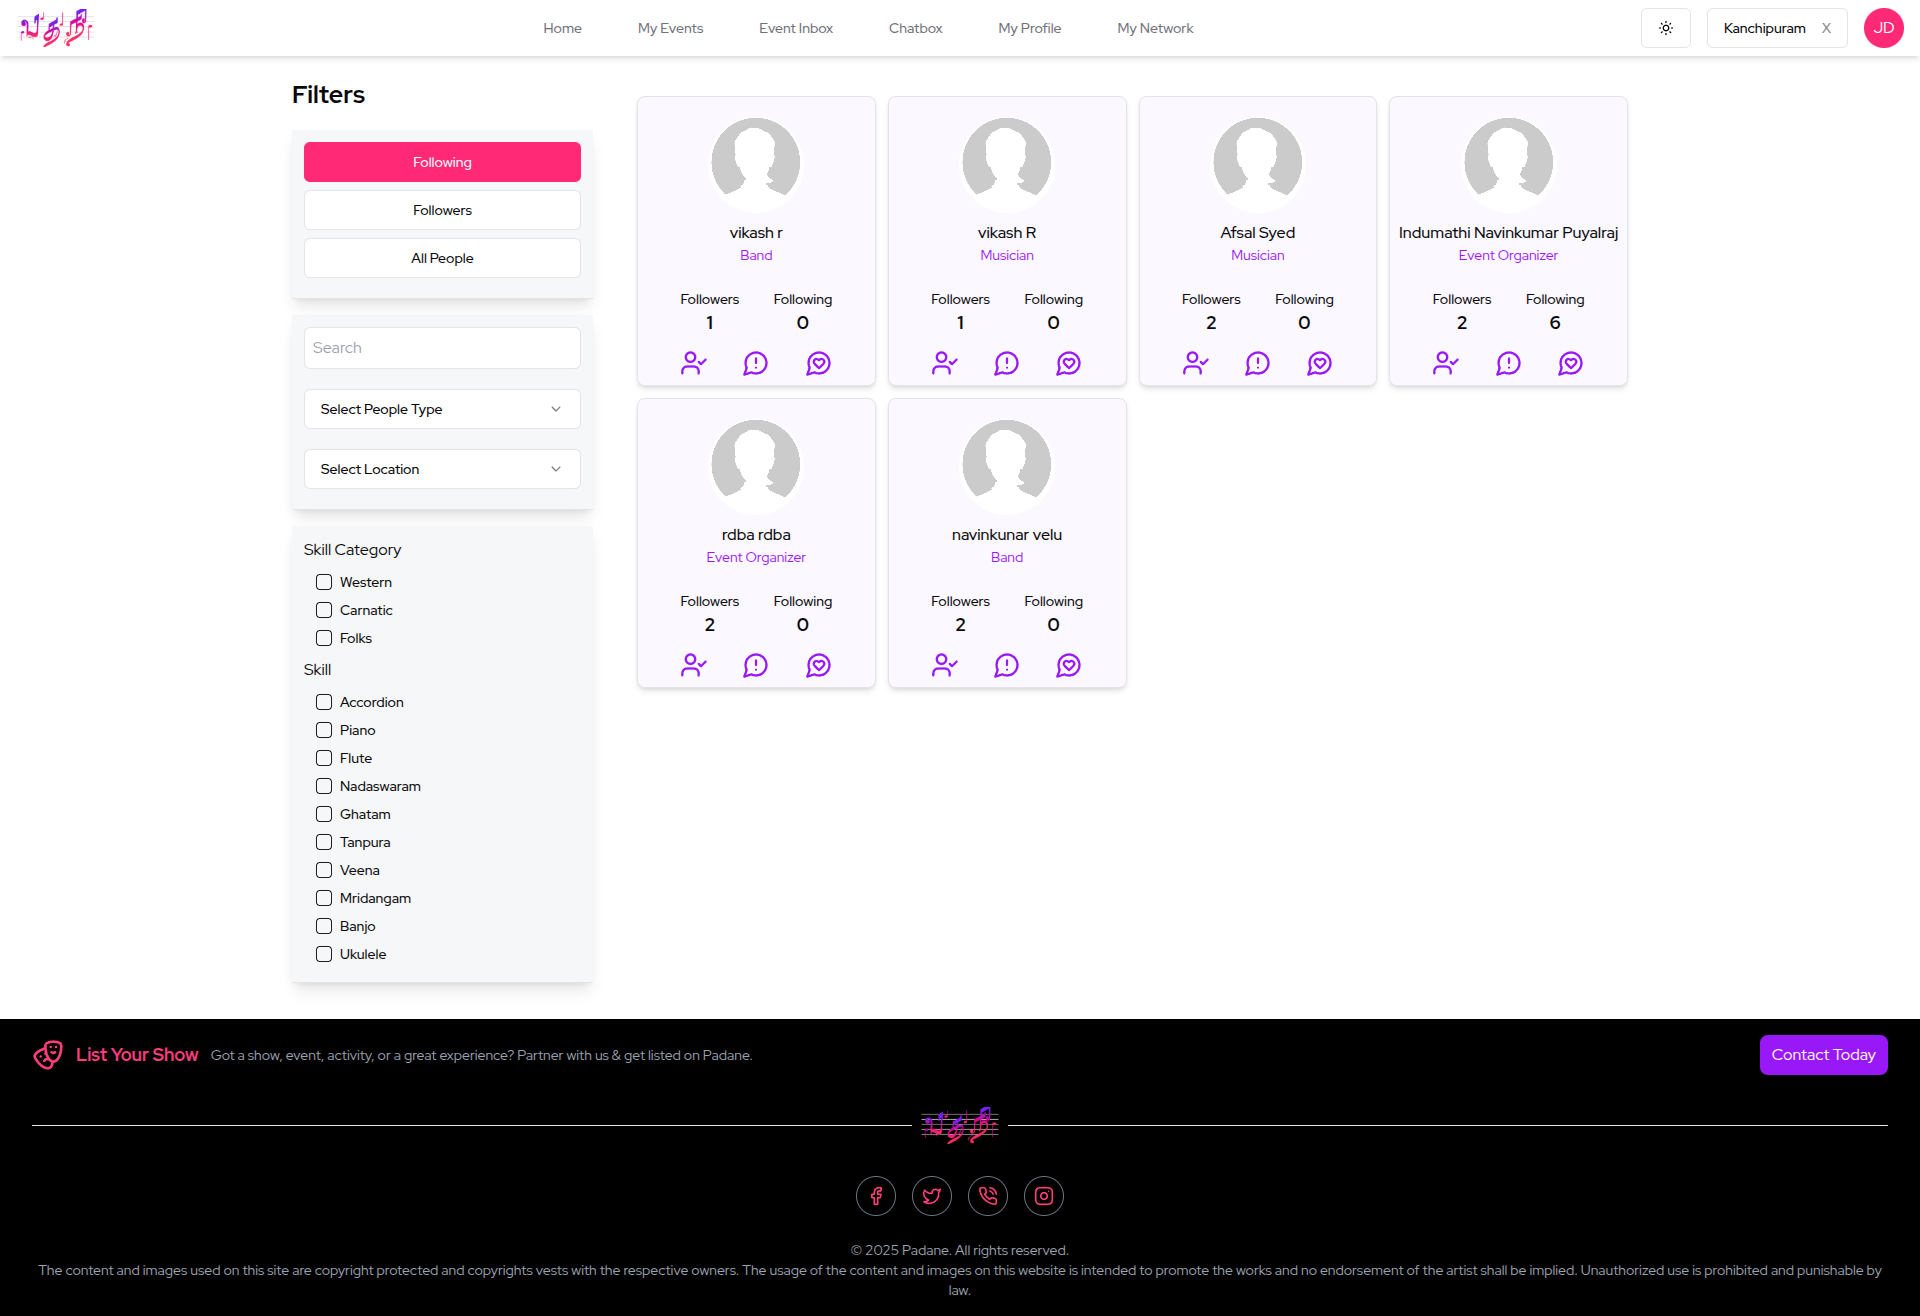 பதநி
Home
My Events
Event Inbox
Chatbox
My Profile
My Network
Kanchipuram X
JD
Filters
Following
Followers
All People
Search
Select People Type
Select Location
Skill Category
Western
Carnatic
Folks
Skill
Accordion
Piano
Flute
Nadaswaram
Ghatam
Tanpura
Veena
Mridangam
Banjo
Ukulele
vikash r
Band
Followers Following
1 0
vikash R
Musician
Followers Following
1 0
Afsal Syed
Musician
Followers Following
2 0
Indumathi Navinkumar Puyalraj
Event Organizer
Followers Following
2 6
rdba rdba
Event Organizer
Followers Following
2 0
navinkunar velu
Band
Followers Following
2 0
List Your Show Got a show, event, activity, or a great experience? Partner with us & get listed on Padane.
Contact Today
© 2025 Padane. All rights reserved.
The content and images used on this site are copyright protected and copyrights vests with the respective owners. The usage of the content and images on this website is intended to promote the works and no endorsement of the artist shall be implied. Unauthorized use is prohibited and punishable by
law.